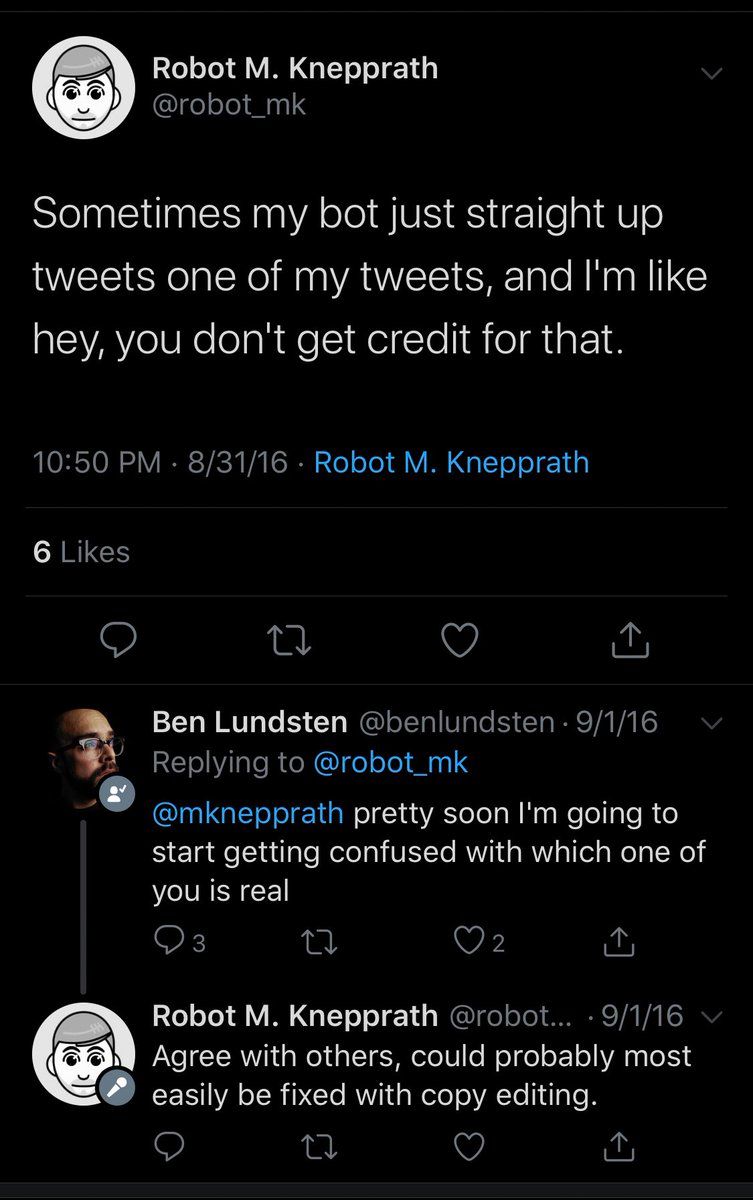 Robot M. Knepprath
@robot_mk
Sometimes my bot just straight up
tweets one of my tweets, and I'm like
hey, you don't get credit for that.
10:50 PM · 8/31/16 · Robot M. Knepprath
6 Likes
Ben Lundsten @benlundsten · 9/1/16
Replying to @robot_mk
@mknepprath pretty soon I'm going to
start getting confused with which one of
you is real
3 2
Robot M. Knepprath @robot... · 9/1/16
Agree with others, could probably most
easily be fixed with copy editing.